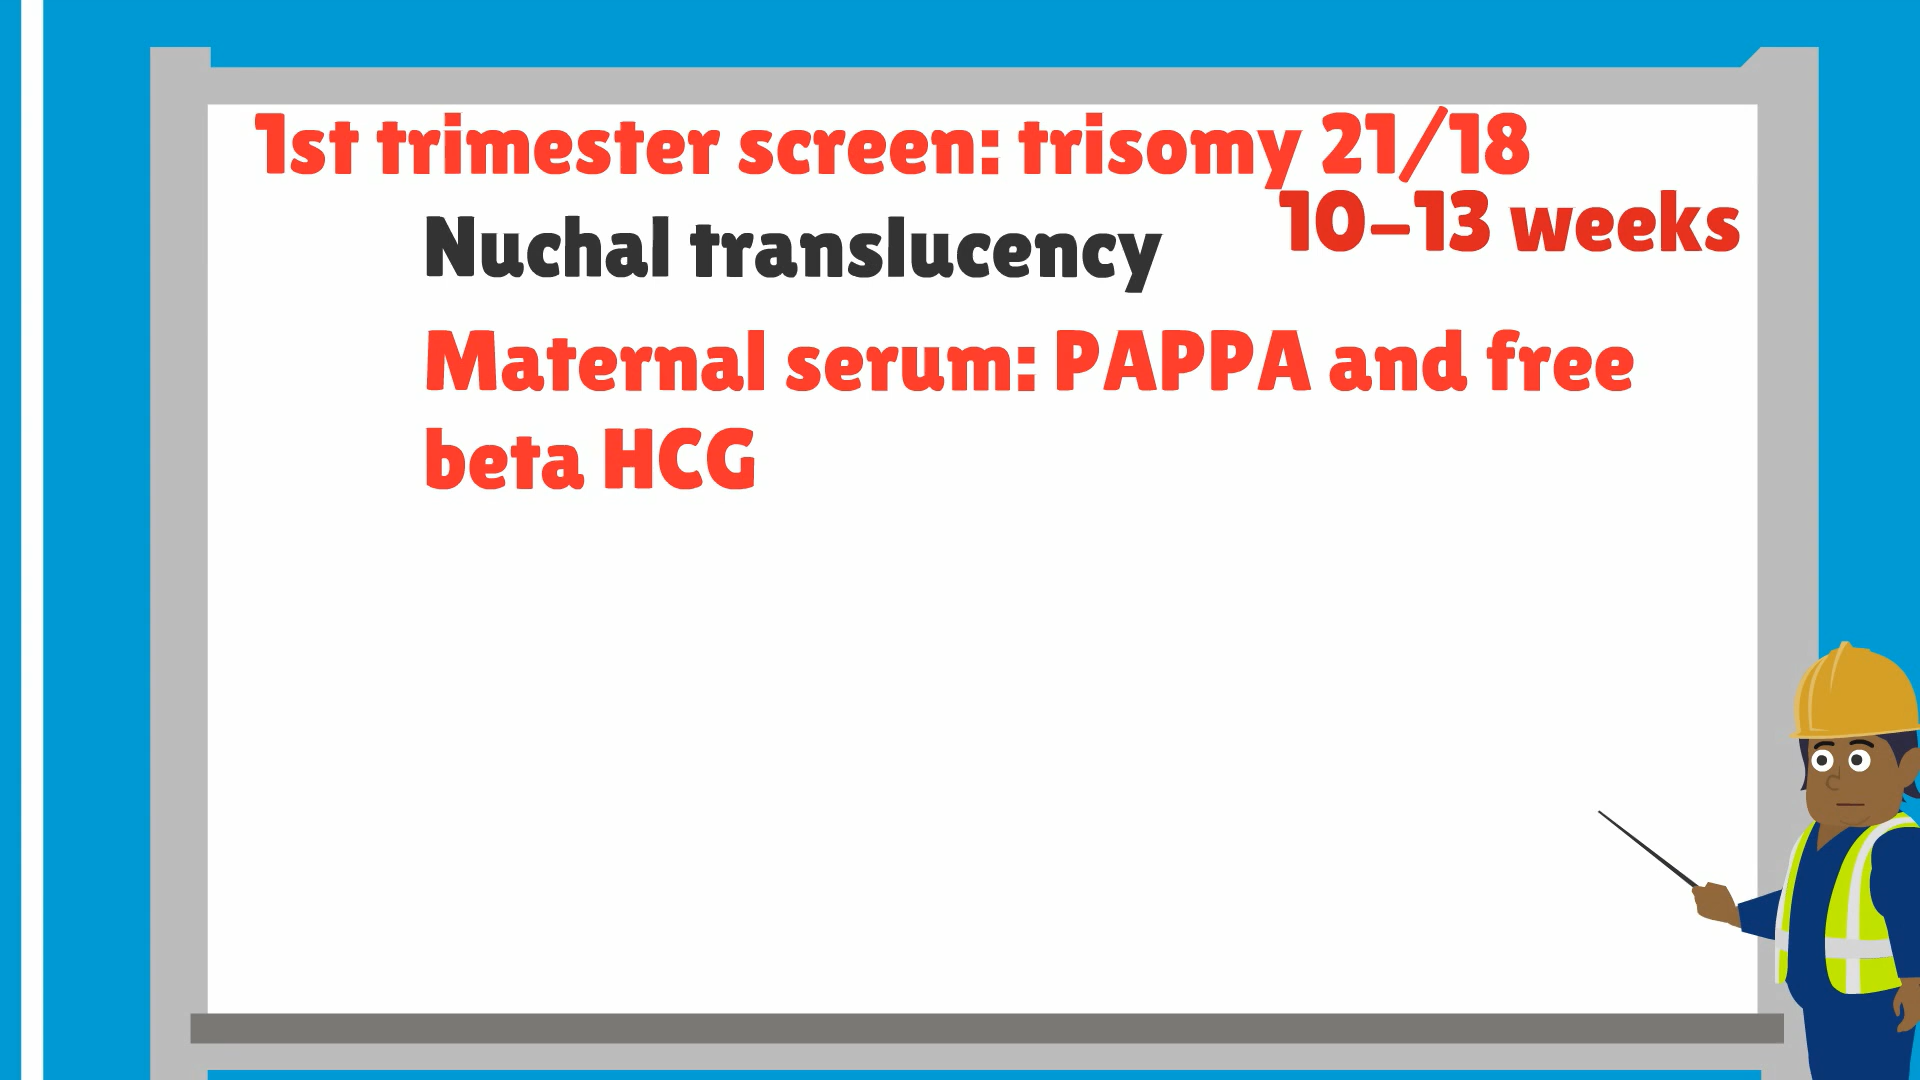 1st trimester screen: trisomy 21/18
10-13 weeks
Nuchal translucency
Maternal serum: PAPPA and free
beta HCG